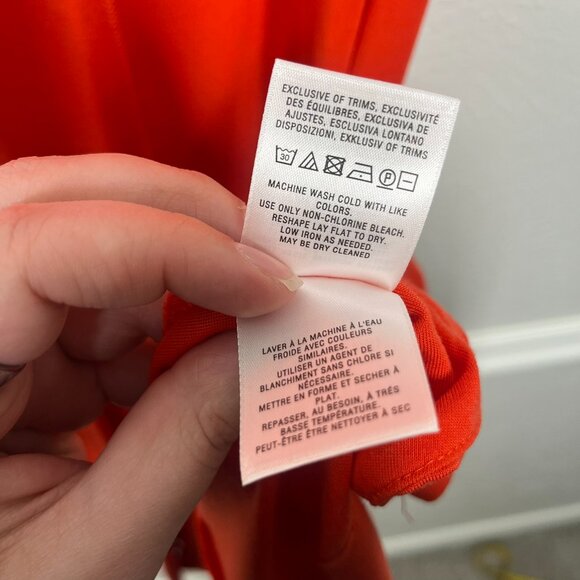 EXCLUSIVE OF TRIMS, EXCLUSIVITÉ
DES ÉQUILIBRES, EXCLUSIVA DE
AJUSTES, ESCLUSIVA LONTANO
DISPOSIZIONI, EXKLUSIV OF TRIMS
30 P
MACHINE WASH COLD WITH LIKE
COLORS.
USE ONLY NON-CHLORINE BLEACH.
RESHAPE LAY FLAT TO DRY.
LOW IRON AS NEEDED.
MAY BE DRY CLEANED
LAVER À LA MACHINE À L'EAU
FROIDE AVEC COULEURS
SIMILAIRES.
UTILISER UN AGENT DE
BLANCHIMENT SANS CHLORE SI
NÉCESSAIRE.
METTRE EN FORME ET SECHER À
PLAT.
REPASSER, AU BESOIN, À TRÉS
BASSE TEMPÉRATURE.
PEUT-ÊTRE ÊTRE NETTOYER À SEC